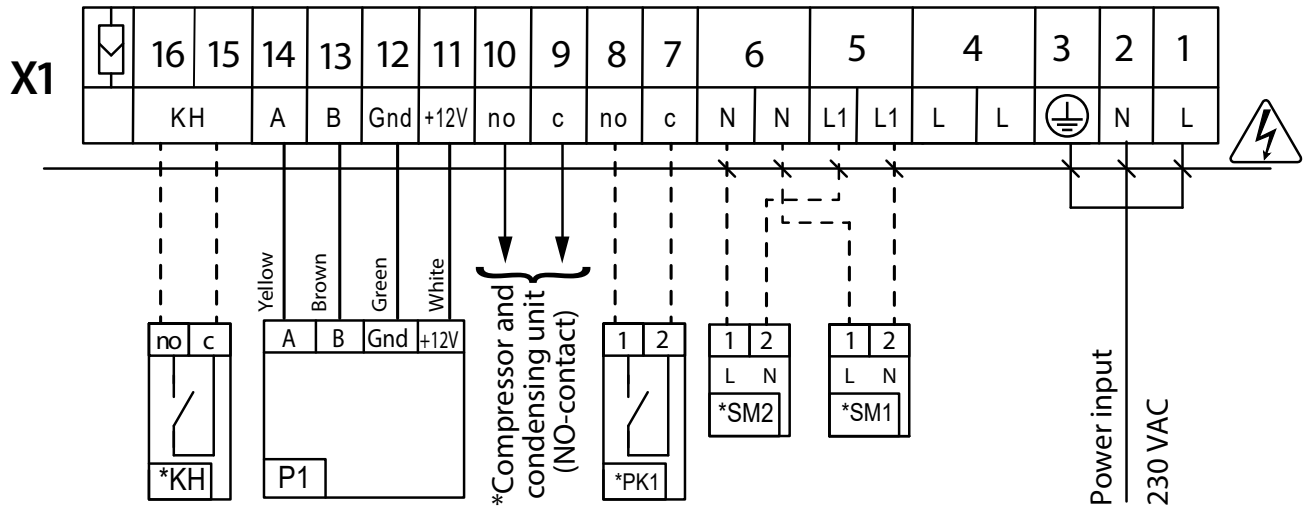 X1
16 15 14 13 12 11 10 9 8 7 6 5 4 3 2 1
KH A B Gnd +12V no c no c N N L1 L1 L L N L
Yellow
Brown
Green
White
no c
*KH
A B Gnd +12V
P1
*Compressor and
condensing unit
(NO-contact)
1 2
*PK1
1 2
L N
*SM2
1 2
L N
*SM1
Power input
230 VAC